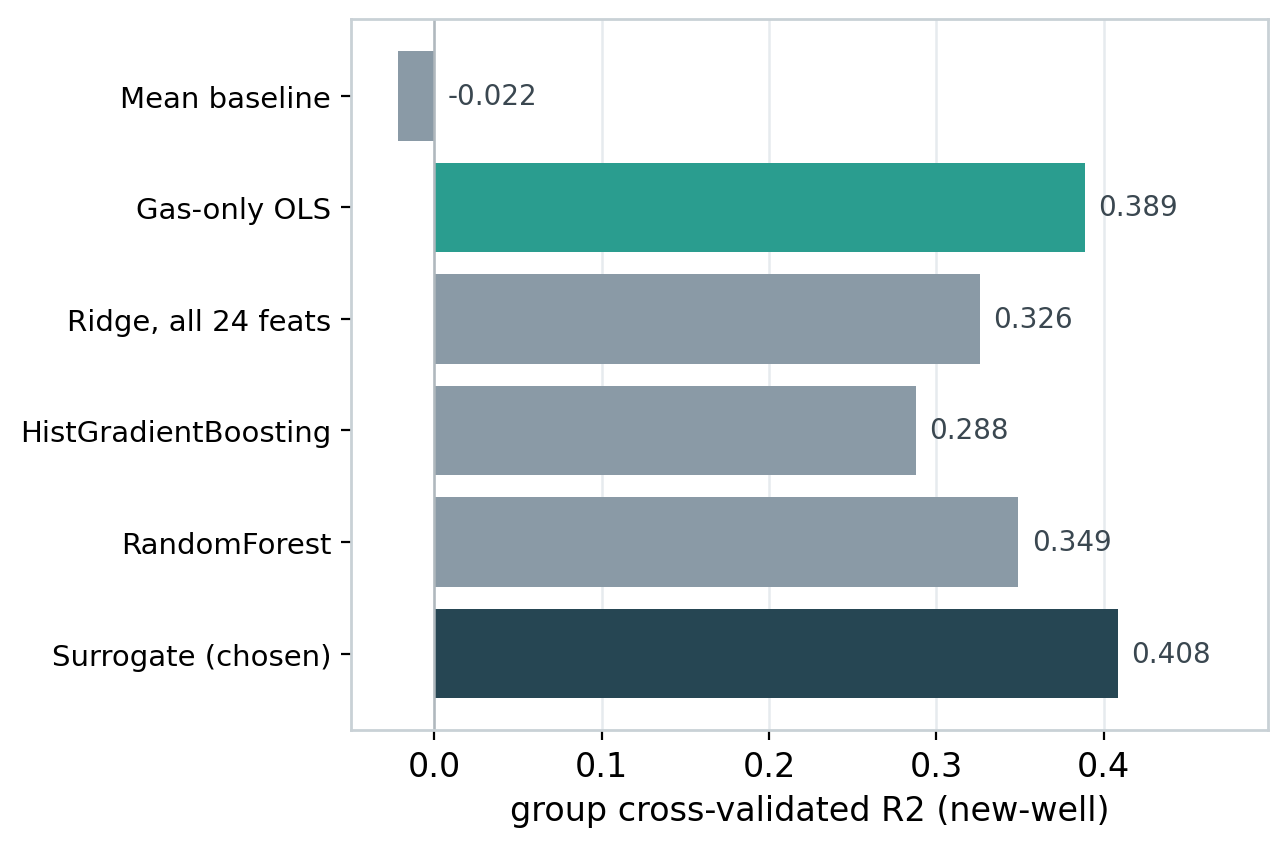 Mean baseline
-0.022
Gas-only OLS
0.389
Ridge, all 24 feats
0.326
HistGradientBoosting
0.288
RandomForest
0.349
Surrogate (chosen)
0.408
0.0 0.1 0.2 0.3 0.4
group cross-validated R2 (new-well)